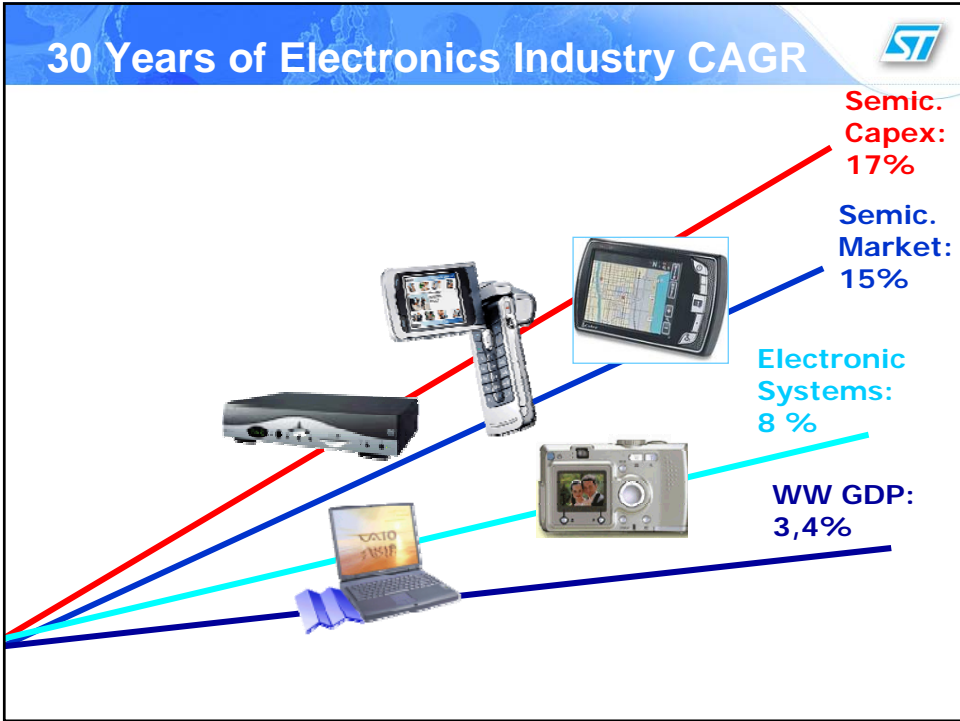 30 Years of Electronics Industry CAGR
ST
Semic.
Capex:
17%
Semic.
Market:
15%
Electronic
Systems:
8 %
WW GDP:
3,4%